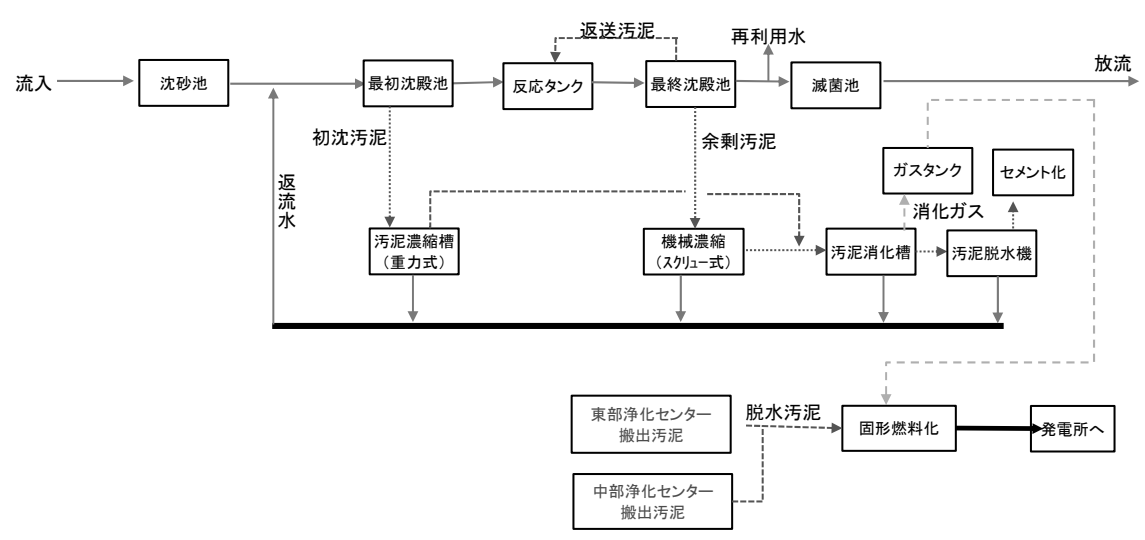 返送汚泥
再利用水
放流
流入
沈砂池
最初沈殿池
反応タンク
最終沈殿池
滅菌池
初沈汚泥
余剰汚泥
ガスタンク
セメント化
返流水
消化ガス
汚泥濃縮槽
（重力式）
機械濃縮
（スクリュー式）
汚泥消化槽
汚泥脱水機
東部浄化センター
搬出汚泥
脱水汚泥
固形燃料化
発電所へ
中部浄化センター
搬出汚泥